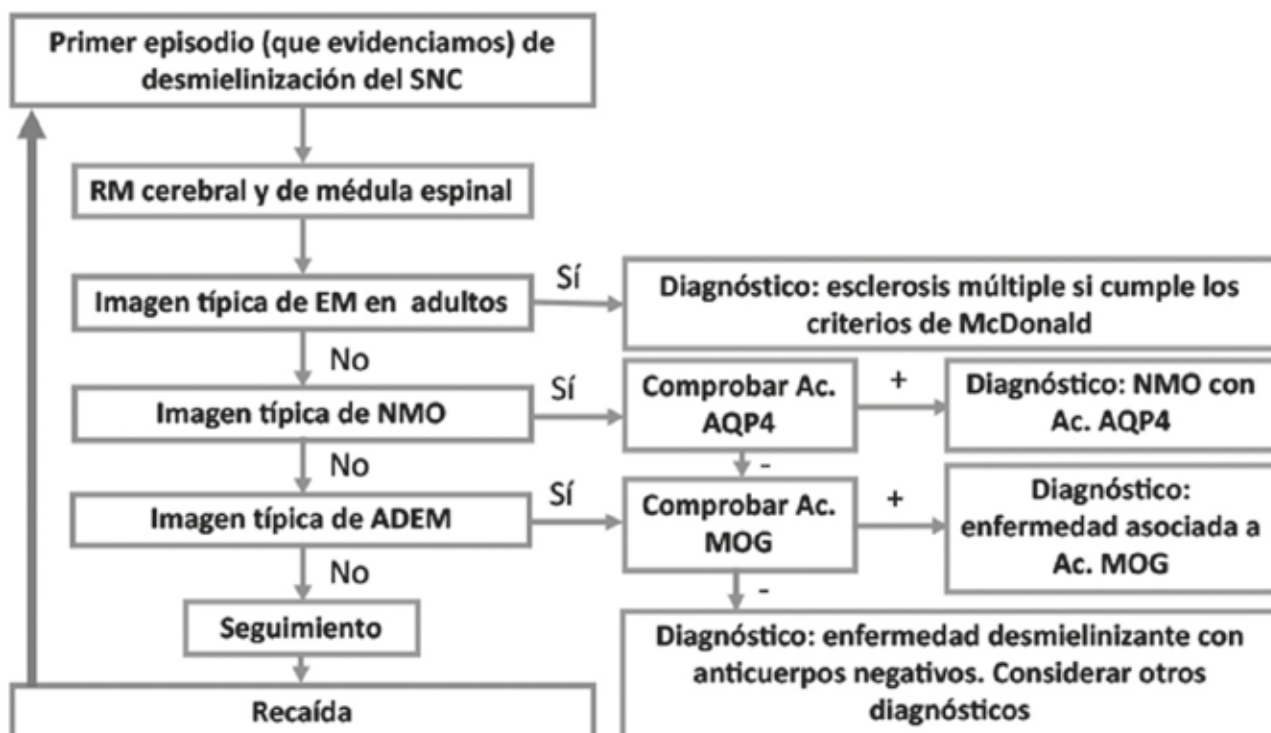 Primer episodio (que evidenciamos) de
desmielinización del SNC
RM cerebral y de médula espinal
Imagen típica de EM en adultos
Sí
Diagnóstico: esclerosis múltiple si cumple los
criterios de McDonald
No
Imagen típica de NMO
Sí
Comprobar Ac.
AQP4
+
Diagnóstico: NMO con
Ac. AQP4
No
-
Imagen típica de ADEM
Sí
Comprobar Ac.
MOG
+
Diagnóstico:
enfermedad asociada a
Ac. MOG
No
-
Seguimiento
Diagnóstico: enfermedad desmielinizante con
anticuerpos negativos. Considerar otros
diagnósticos
Recaída